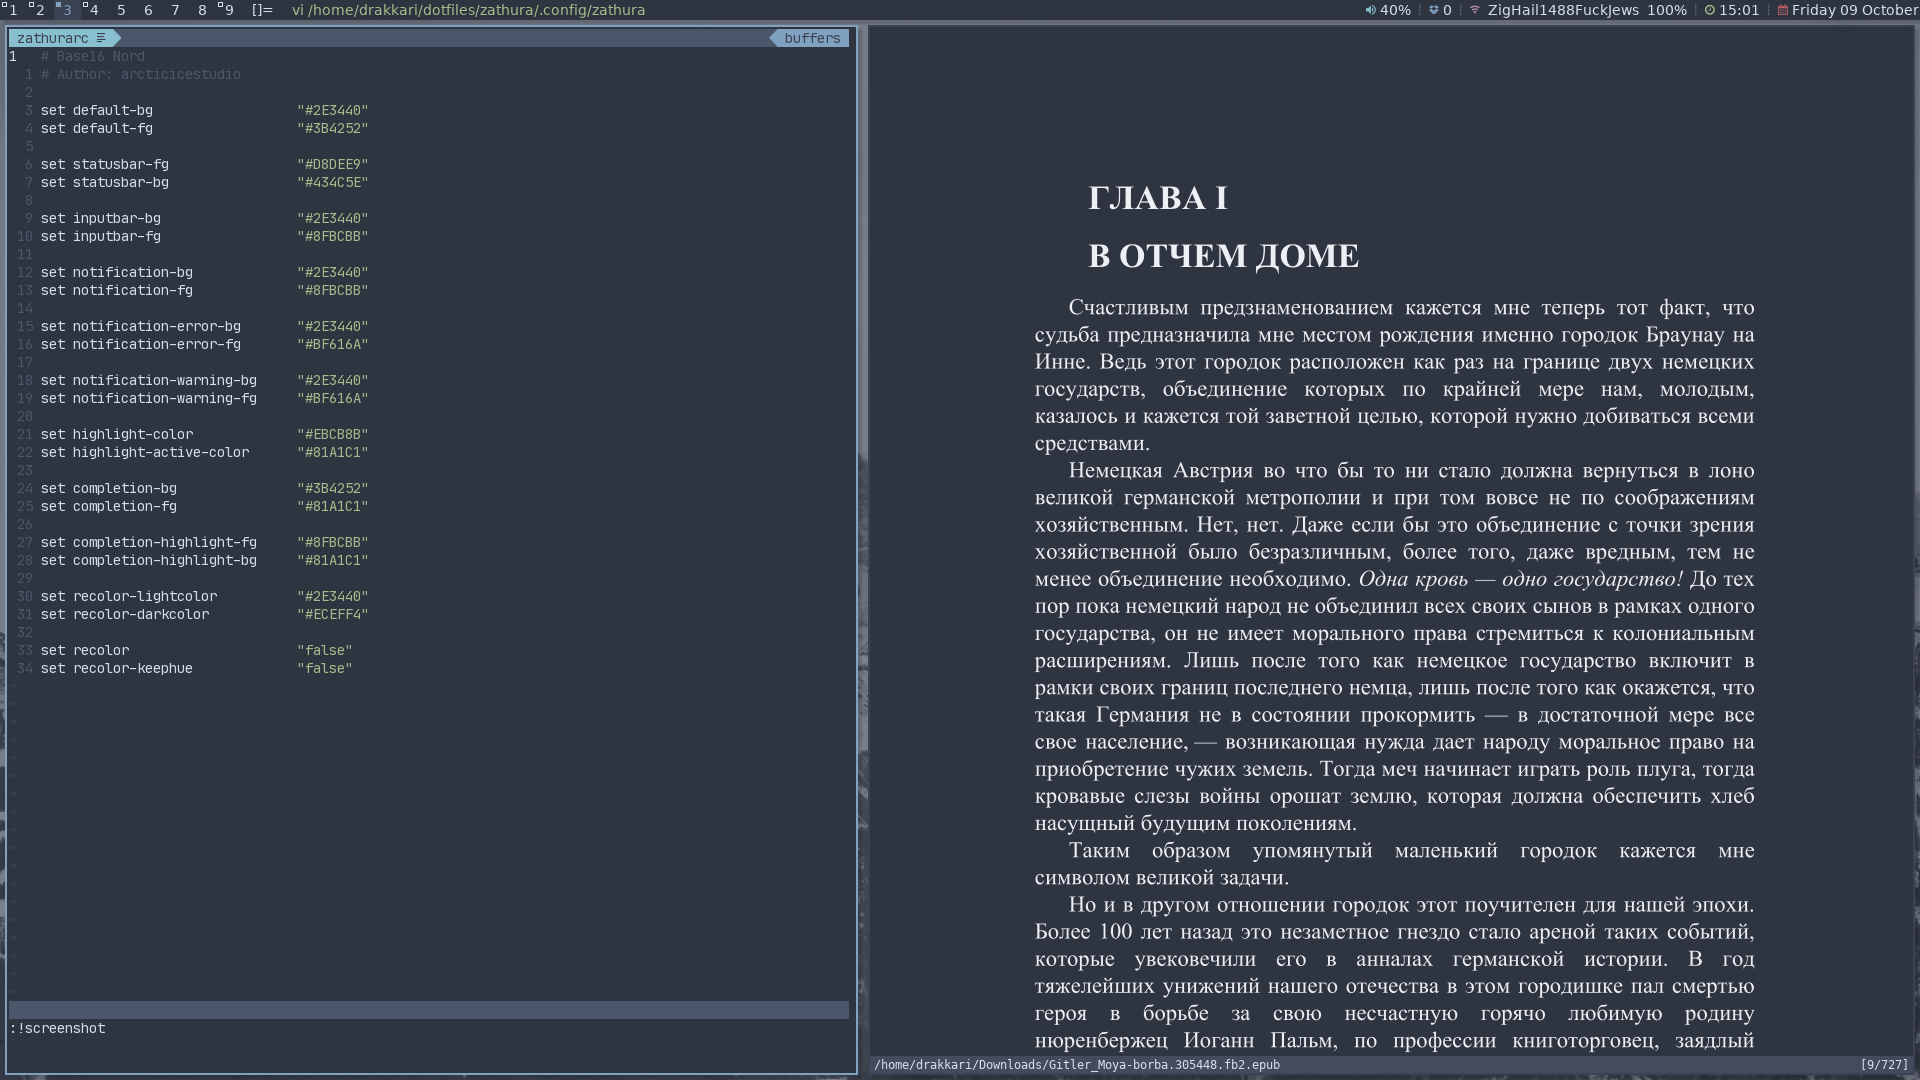 1 2 3 4 5 6 7 8 9 []= vi /home/drakkari/dotfiles/zathura/.config/zathura
40% 0 ZigHail1488FuckJews 100% 15:01 Friday 09 October
zathurarc buffers
1 # Base16 Nord
1 # Author: arcticicestudio
2
3 set default-bg "#2E3440"
4 set default-fg "#3B4252"
5
6 set statusbar-fg "#D8DEE9"
7 set statusbar-bg "#434C5E"
8
9 set inputbar-bg "#2E3440"
10 set inputbar-fg "#8FBCBB"
11
12 set notification-bg "#2E3440"
13 set notification-fg "#8FBCBB"
14
15 set notification-error-bg "#2E3440"
16 set notification-error-fg "#BF616A"
17
18 set notification-warning-bg "#2E3440"
19 set notification-warning-fg "#BF616A"
20
21 set highlight-color "#EBCB8B"
22 set highlight-active-color "#81A1C1"
23
24 set completion-bg "#3B4252"
25 set completion-fg "#81A1C1"
26
27 set completion-highlight-fg "#8FBCBB"
28 set completion-highlight-bg "#81A1C1"
29
30 set recolor-lightcolor "#2E3440"
31 set recolor-darkcolor "#ECEFF4"
32
33 set recolor "false"
34 set recolor-keephue "false"
:!screenshot
ГЛАВА I
В ОТЧЕМ ДОМЕ
Счастливым предзнаменованием кажется мне теперь тот факт, что
судьба предназначила мне местом рождения именно городок Браунау на
Инне. Ведь этот городок расположен как раз на границе двух немецких
государств, объединение которых по крайней мере нам, молодым,
казалось и кажется той заветной целью, которой нужно добиваться всеми
средствами.
Немецкая Австрия во что бы то ни стало должна вернуться в лоно
великой германской метрополии и при том вовсе не по соображениям
хозяйственным. Нет, нет. Даже если бы это объединение с точки зрения
хозяйственной было безразличным, более того, даже вредным, тем не
менее объединение необходимо. Одна кровь — одно государство! До тех
пор пока немецкий народ не объединил всех своих сынов в рамках одного
государства, он не имеет морального права стремиться к колониальным
расширениям. Лишь после того как немецкое государство включит в
рамки своих границ последнего немца, лишь после того как окажется, что
такая Германия не в состоянии прокормить — в достаточной мере все
свое население, — возникающая нужда дает народу моральное право на
приобретение чужих земель. Тогда меч начинает играть роль плуга, тогда
кровавые слезы войны орошат землю, которая должна обеспечить хлеб
насущный будущим поколениям.
Таким образом упомянутый маленький городок кажется мне
символом великой задачи.
Но и в другом отношении городок этот поучителен для нашей эпохи.
Более 100 лет назад это незаметное гнездо стало ареной таких событий,
которые увековечили его в анналах германской истории. В год
тяжелейших унижений нашего отечества в этом городишке пал смертью
героя в борьбе за свою несчастную горячо любимую родину
нюренбержец Иоганн Пальм, по профессии книготорговец, заядлый
/home/drakkari/Downloads/Gitler_Moya-borba.305448.fb2.epub [9/727]